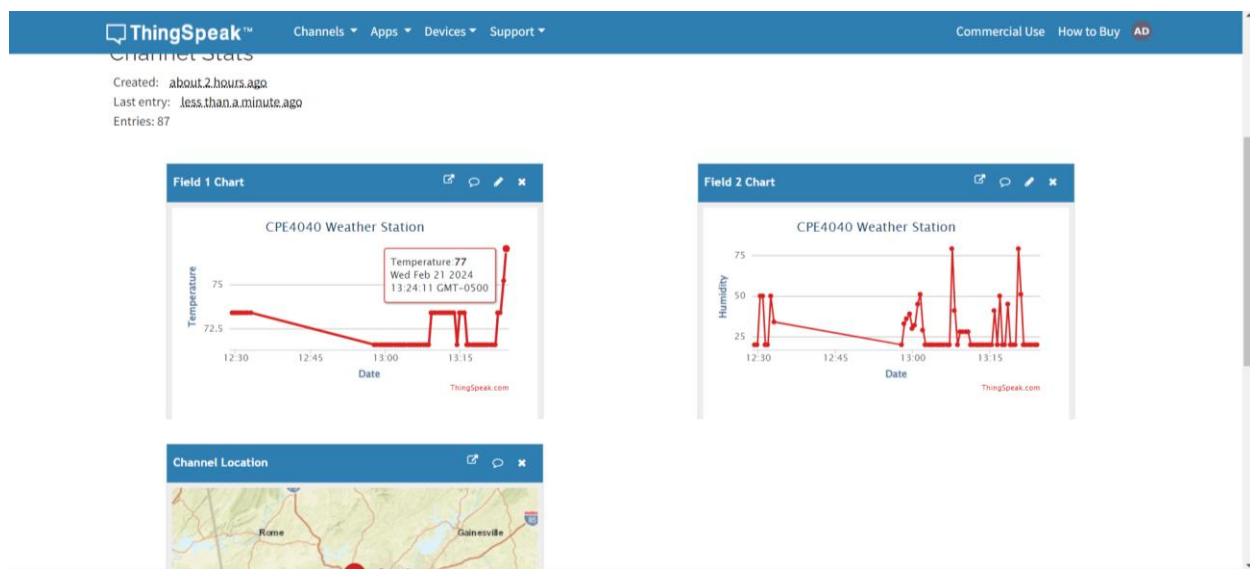 ThingSpeak™ Channels Apps Devices Support Commercial Use How to Buy AD
Channel Stats
Created: about 2 hours ago
Last entry: less than a minute ago
Entries: 87
Field 1 Chart
CPE4040 Weather Station
Temperature
75
72.5
Temperature:77
Wed Feb 21 2024
13:24:11 GMT-0500
12:30 12:45 13:00 13:15
Date
ThingSpeak.com
Field 2 Chart
CPE4040 Weather Station
Humidity
75
50
25
12:30 12:45 13:00 13:15
Date
ThingSpeak.com
Channel Location
Rome
Gainesville